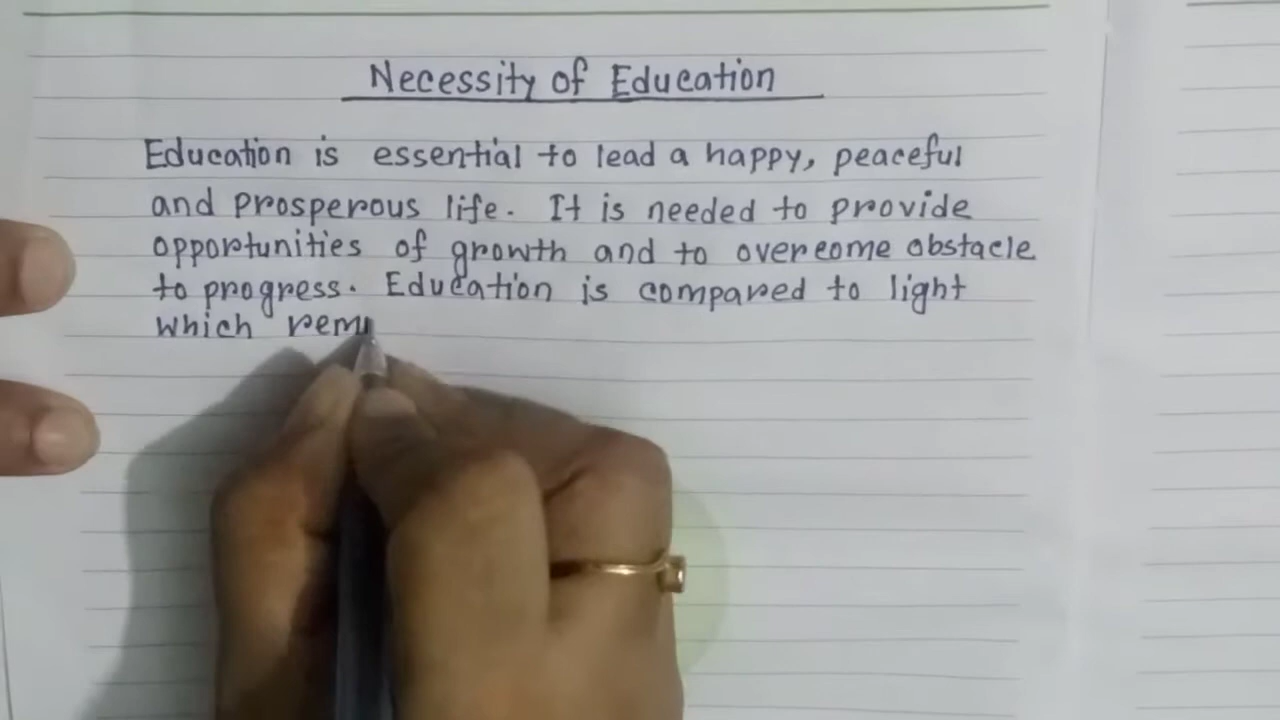 Necessity of Education
Education is essential to lead a happy, peaceful
and prosperous life. It is needed to provide
opportunities of growth and to overcome obstacle
to progress. Education is compared to light
which rem